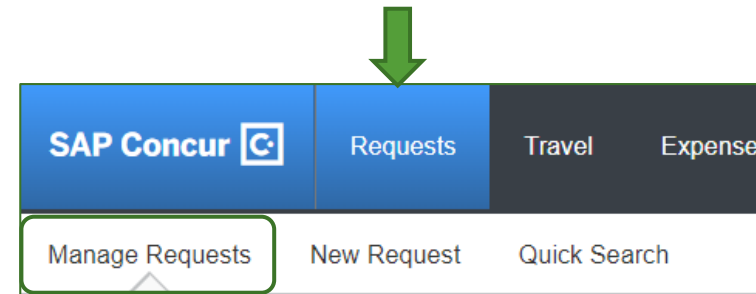 SAP Concur C Requests Travel Expense
Manage Requests New Request Quick Search